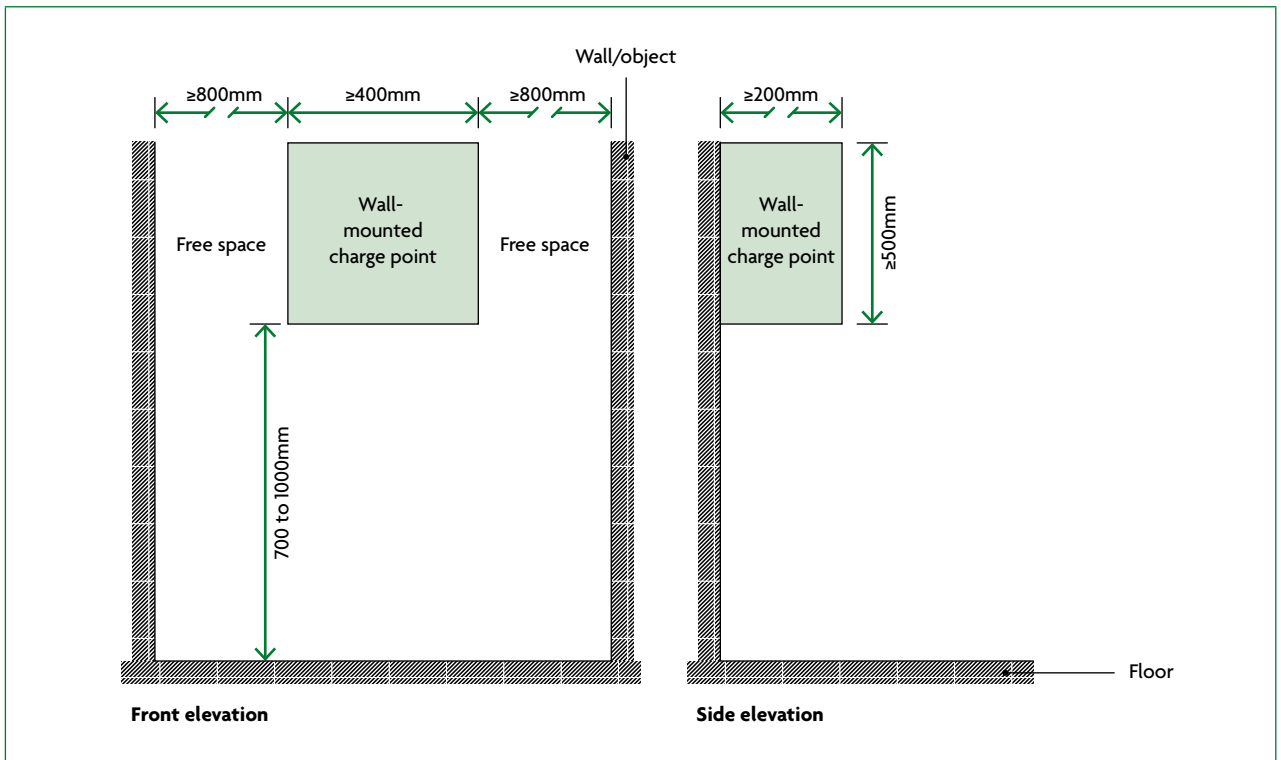 Wall/object
≥800mm
≥400mm
≥800mm
≥200mm
Wall-
mounted
charge point
Free space
Free space
Wall-
mounted
charge point
≥500mm
700 to 1000mm
Floor
Front elevation
Side elevation